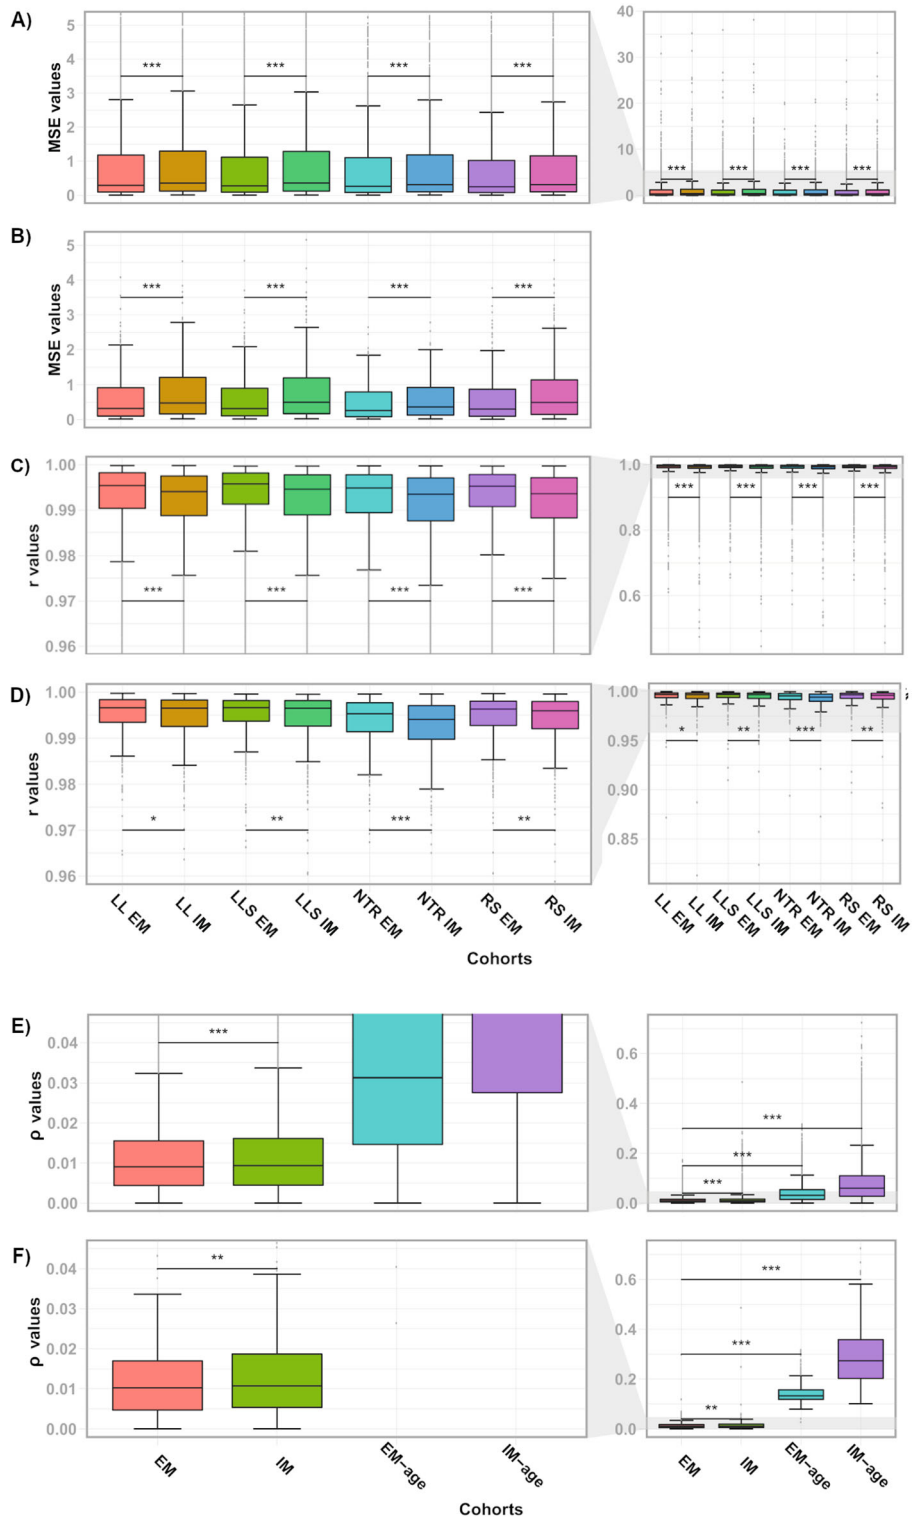 A)
MSE values
5
4
3
2
1
0
*** *** *** ***
40
30
20
10
0
*** *** *** ***
B)
MSE values
5
4
3
2
1
0
*** *** *** ***
C)
r values
1.00
0.99
0.98
0.97
0.96
*** *** *** ***
1.0
0.8
0.6
*** *** *** ***
D)
r values
1.00
0.99
0.98
0.97
0.96
* ** *** **
LL EM LL IM LLS EM LLS IM NTR EM NTR IM RS EM RS IM
1.00
0.95
0.90
0.85
* ** *** **
LL EM LL IM LLS EM LLS IM NTR EM NTR IM RS EM RS IM
Cohorts
E)
ρ values
0.04
0.03
0.02
0.01
0.00
***
0.6
0.4
0.2
0.0
***
***
***
F)
ρ values
0.04
0.03
0.02
0.01
0.00
**
EM IM EM-age IM-age
0.6
0.4
0.2
0.0
***
***
**
EM IM EM-age IM-age
Cohorts